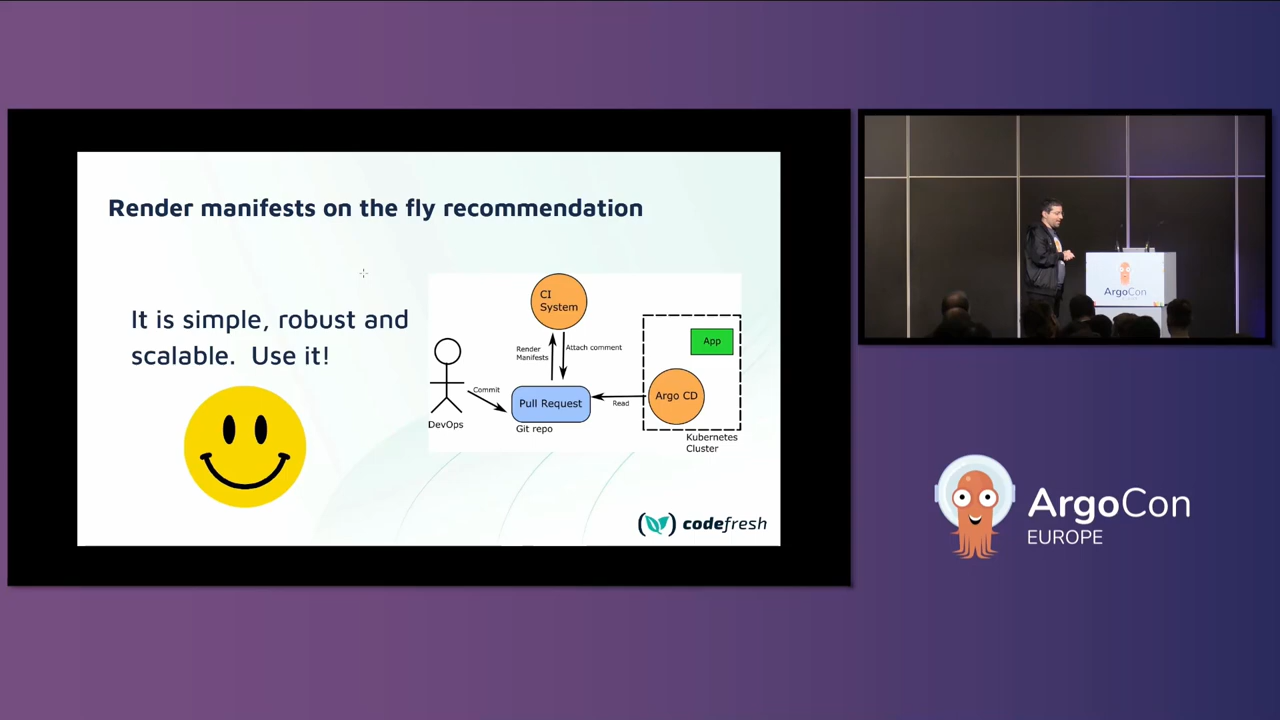 Render manifests on the fly recommendation
It is simple, robust and
scalable. Use it!
CI
System
Render
Manifests
Attach comment
App
Commit
Pull Request
Read
Argo CD
DevOps
Git repo
Kubernetes
Cluster
codefresh
ArgoCon
ArgoCon
EUROPE